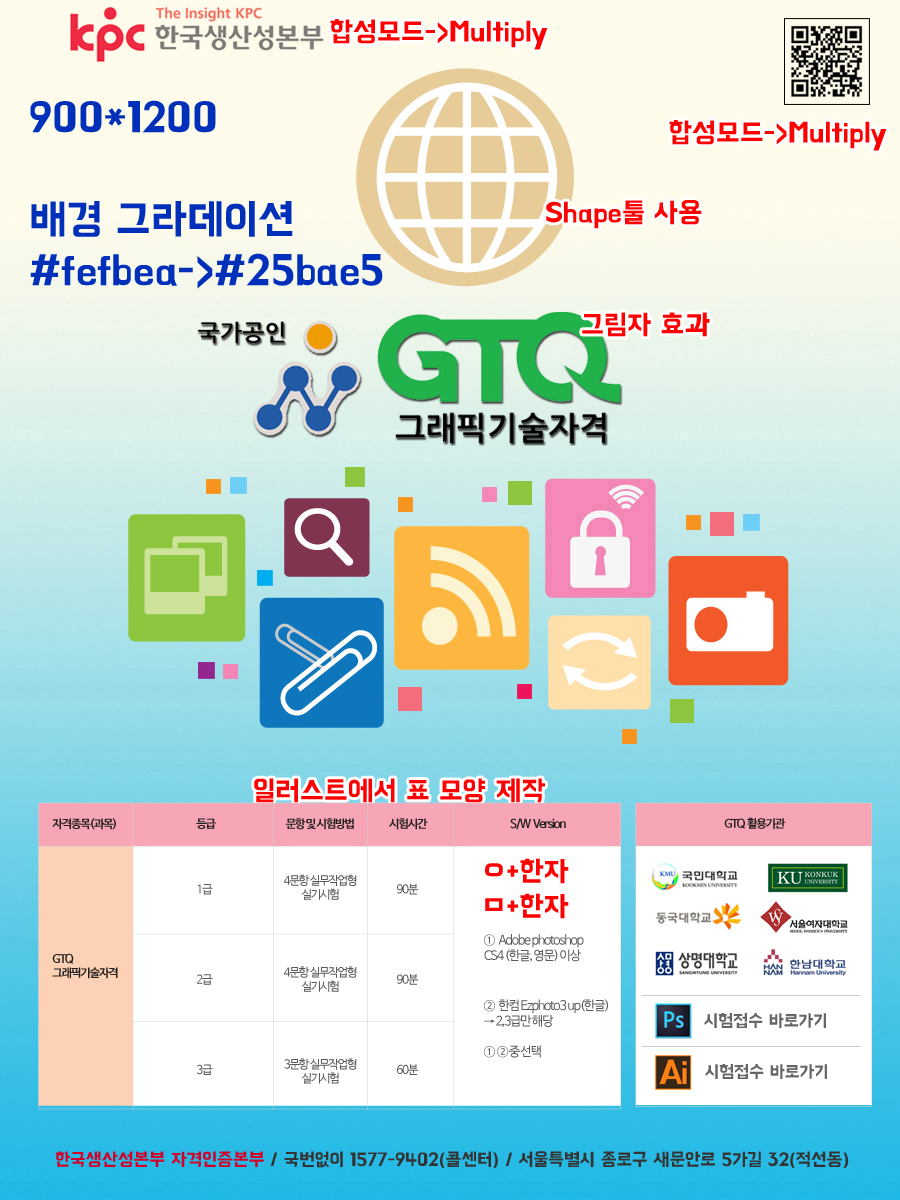 The Insight KPC
kpc 한국생산성본부 합성모드->Multiply
900*1200
합성모드->Multiply
배경 그라데이션
#fefbea->#25bae5
Shape툴 사용
국가공인
GTQ
그림자 효과
그래픽기술자격
일러스트에서 표 모양 제작
자격종목(과목) 등급 문항 및 시험방법 시험시간 S/W Version
GTQ
그래픽기술자격
1급 4문항 실무작업형
실기시험 90분
2급 4문항 실무작업형
실기시험 90분
3급 3문항 실무작업형
실기시험 60분
ㅇ+한자
ㅁ+한자
① Adobe photoshop
CS4 (한글, 영문) 이상
② 한컴 Ezphoto3 up (한글)
→ 2,3급만 해당
① ② 중 선택
GTQ 활용기관
KMU 국민대학교
KOOKMIN UNIVERSITY
KU KONKUK
UNIVERSITY
동국대학교
서울여자대학교
SEOUL WOMEN'S UNIVERSITY
상명 상명대학교
SANGMYUNG UNIVERSITY
HAN
NAM 한남대학교
Hannam University
Ps 시험접수 바로가기
Ai 시험접수 바로가기
한국생산성본부 자격인증본부 / 국번없이 1577-9402(콜센터) / 서울특별시 종로구 새문안로 5가길 32(적선동)